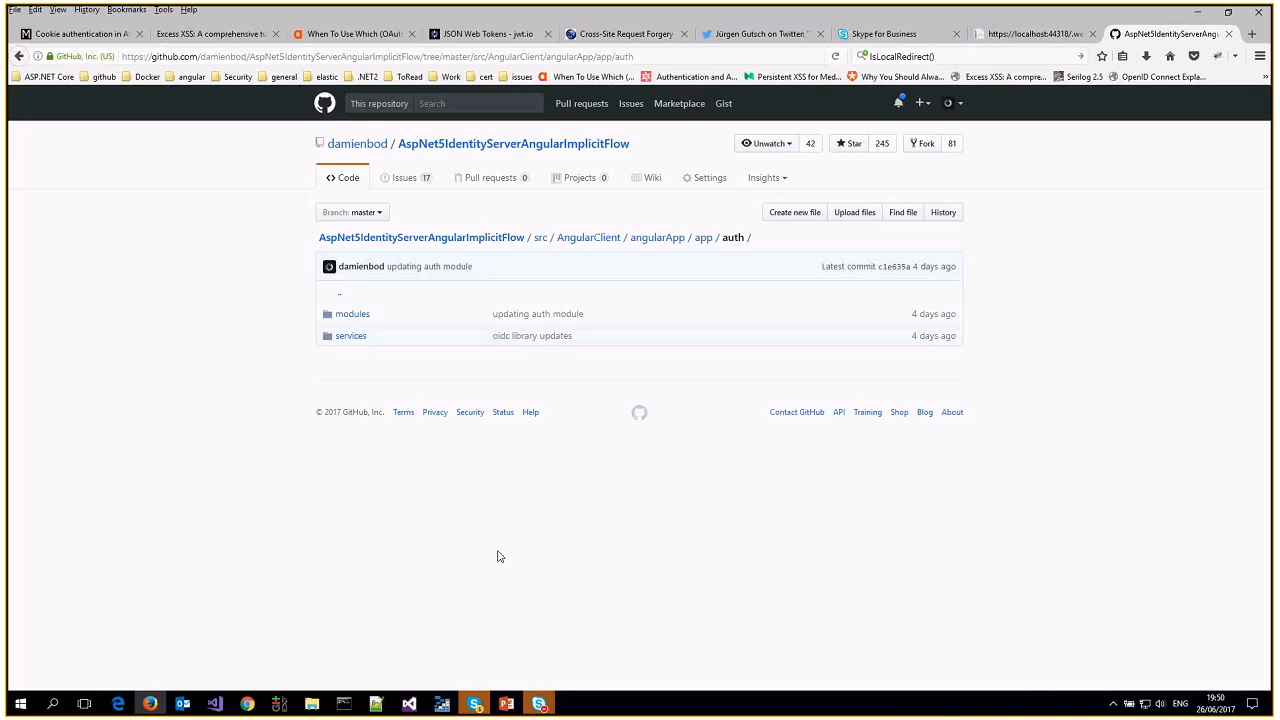 File Edit View History Bookmarks Tools Help
Cookie authentication in A Excess XSS: A comprehensive tu When To Use Which (OAut JSON Web Tokens - jwt.io Cross-Site Request Forgery Jürgen Gutsch on Twitter: " Skype for Business https://localhost:44318/.we AspNet5IdentityServerAngu
GitHub, Inc. (US) https://github.com/damienbod/AspNet5IdentityServerAngularImplicitFlow/tree/master/src/AngularClient/angularApp/app/auth IsLocalRedirect()
ASP.NET Core github Docker angular Security general elastic .NET2 ToRead Work cert issues When To Use Which (... Authentication and A... Persistent XSS for Med... Why You Should Alwa... Excess XSS: A compre... Serilog 2.5 OpenID Connect Expla... »
This repository Search Pull requests Issues Marketplace Gist
damienbod / AspNet5IdentityServerAngularImplicitFlow Unwatch 42 Star 245 Fork 81
Code Issues 17 Pull requests 0 Projects 0 Wiki Settings Insights
Branch: master Create new file Upload files Find file History
AspNet5IdentityServerAngularImplicitFlow / src / AngularClient / angularApp / app / auth /
damienbod updating auth module Latest commit c1e635a 4 days ago
..
modules updating auth module 4 days ago
services oidc library updates 4 days ago
© 2017 GitHub, Inc. Terms Privacy Security Status Help Contact GitHub API Training Shop Blog About
ENG 19:50
26/06/2017